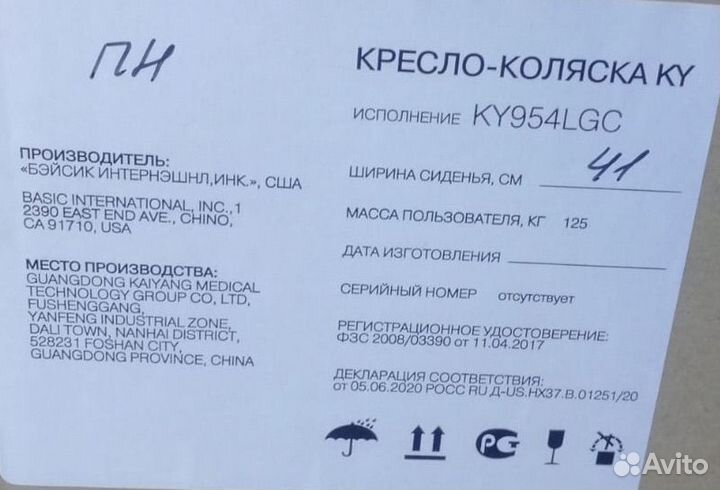 ПН
КРЕСЛО-КОЛЯСКА KY
ИСПОЛНЕНИЕ KY954LGC
ПРОИЗВОДИТЕЛЬ:
«БЭЙСИК ИНТЕРНЭШНЛ,ИНК.», США
BASIC INTERNATIONAL, INC.,1
2390 EAST END AVE., CHINO,
CA 91710, USA
МЕСТО ПРОИЗВОДСТВА:
GUANGDONG KAIYANG MEDICAL
TECHNOLOGY GROUP CO, LTD,
FUSHENGGANG,
YANFENG INDUSTRIAL ZONE,
DALI TOWN, NANHAI DISTRICT,
528231 FOSHAN CITY,
GUANGDONG PROVINCE, CHINA
ШИРИНА СИДЕНЬЯ, СМ 41
МАССА ПОЛЬЗОВАТЕЛЯ, КГ 125
ДАТА ИЗГОТОВЛЕНИЯ
СЕРИЙНЫЙ НОМЕР отсутствует
РЕГИСТРАЦИОННОЕ УДОСТОВЕРЕНИЕ:
ФЗС 2008/03390 от 11.04.2017
ДЕКЛАРАЦИЯ СООТВЕТСТВИЯ:
от 05.06.2020 РОСС RU Д-US.НХ37.В.01251/20
РСТ
Avito